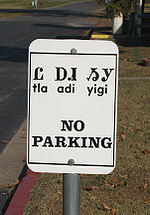 Ꮭ ᎠᏗ ᏱᎩ
tla adi yigi
NO
PARKING